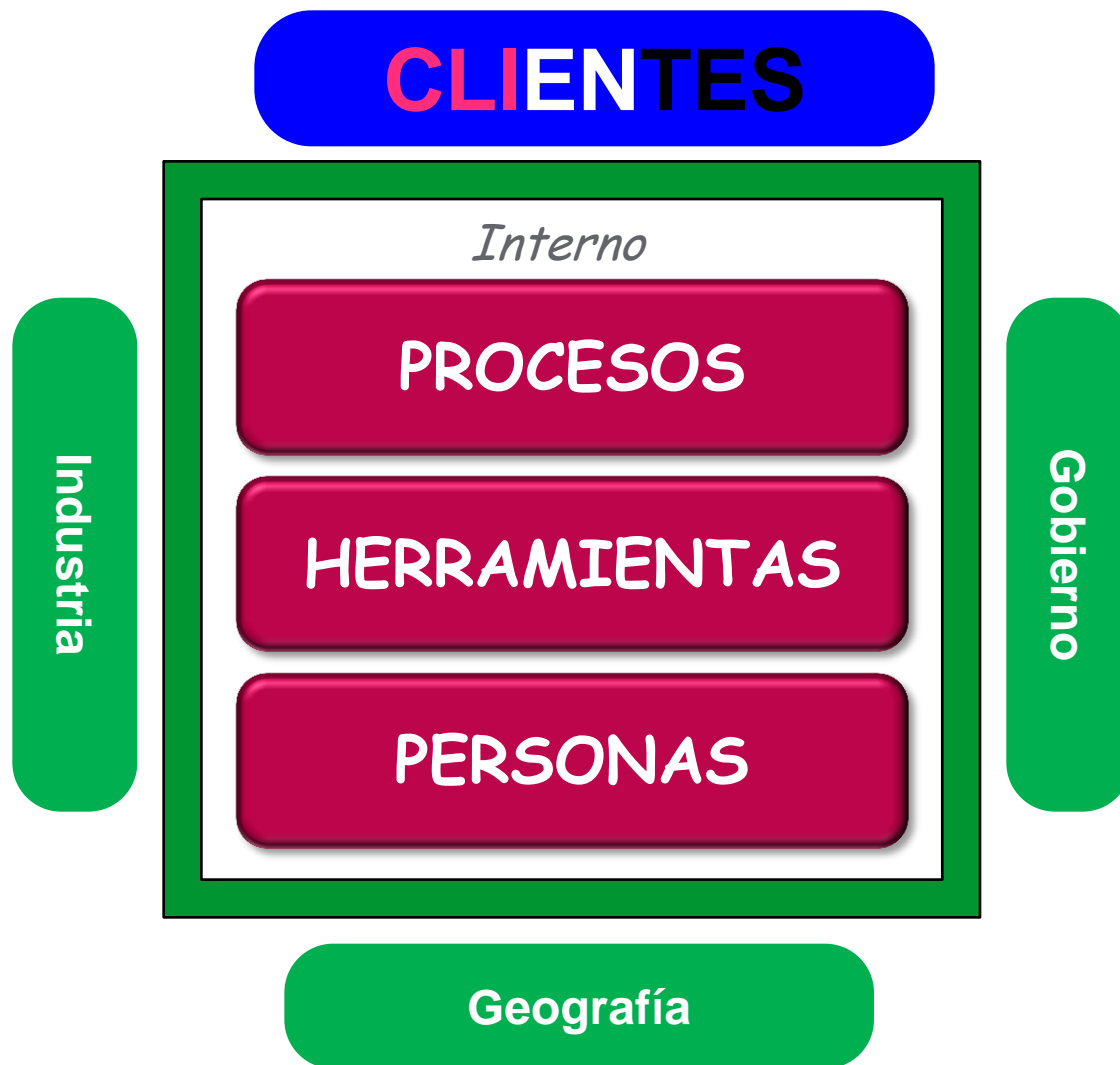 CLIENTES
Interno
PROCESOS
HERRAMIENTAS
PERSONAS
Industria
Gobierno
Geografía